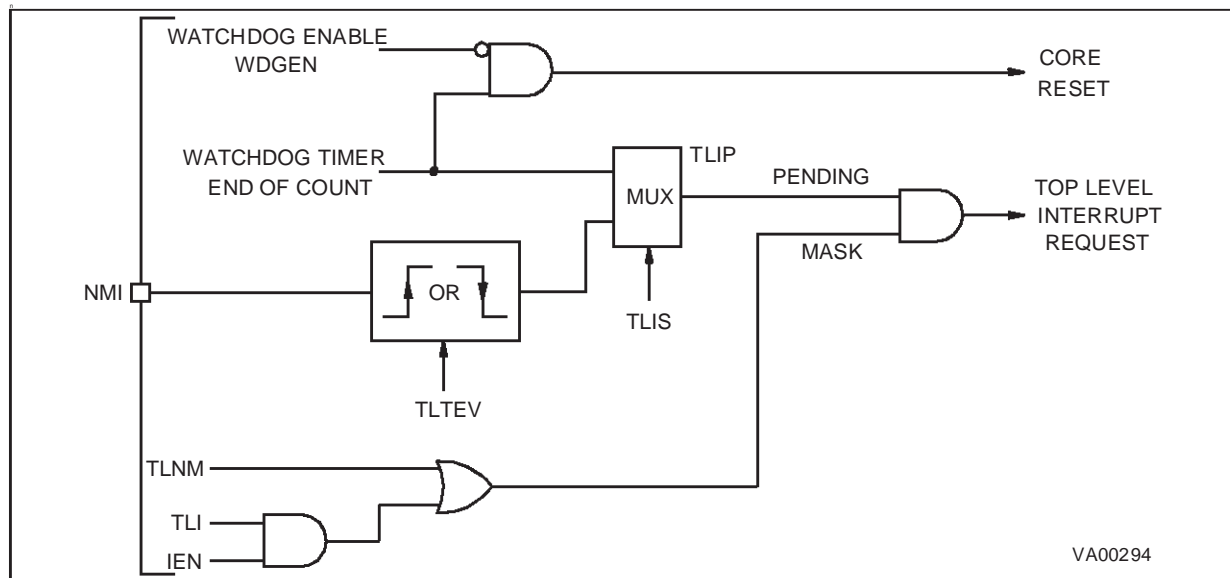 WATCHDOG ENABLE
WDGEN
CORE
RESET
WATCHDOG TIMER
END OF COUNT
TLIP
MUX
PENDING
TOP LEVEL
INTERRUPT
REQUEST
MASK
NMI
OR
TLIS
TLTEV
TLNM
TLI
IEN
VA00294